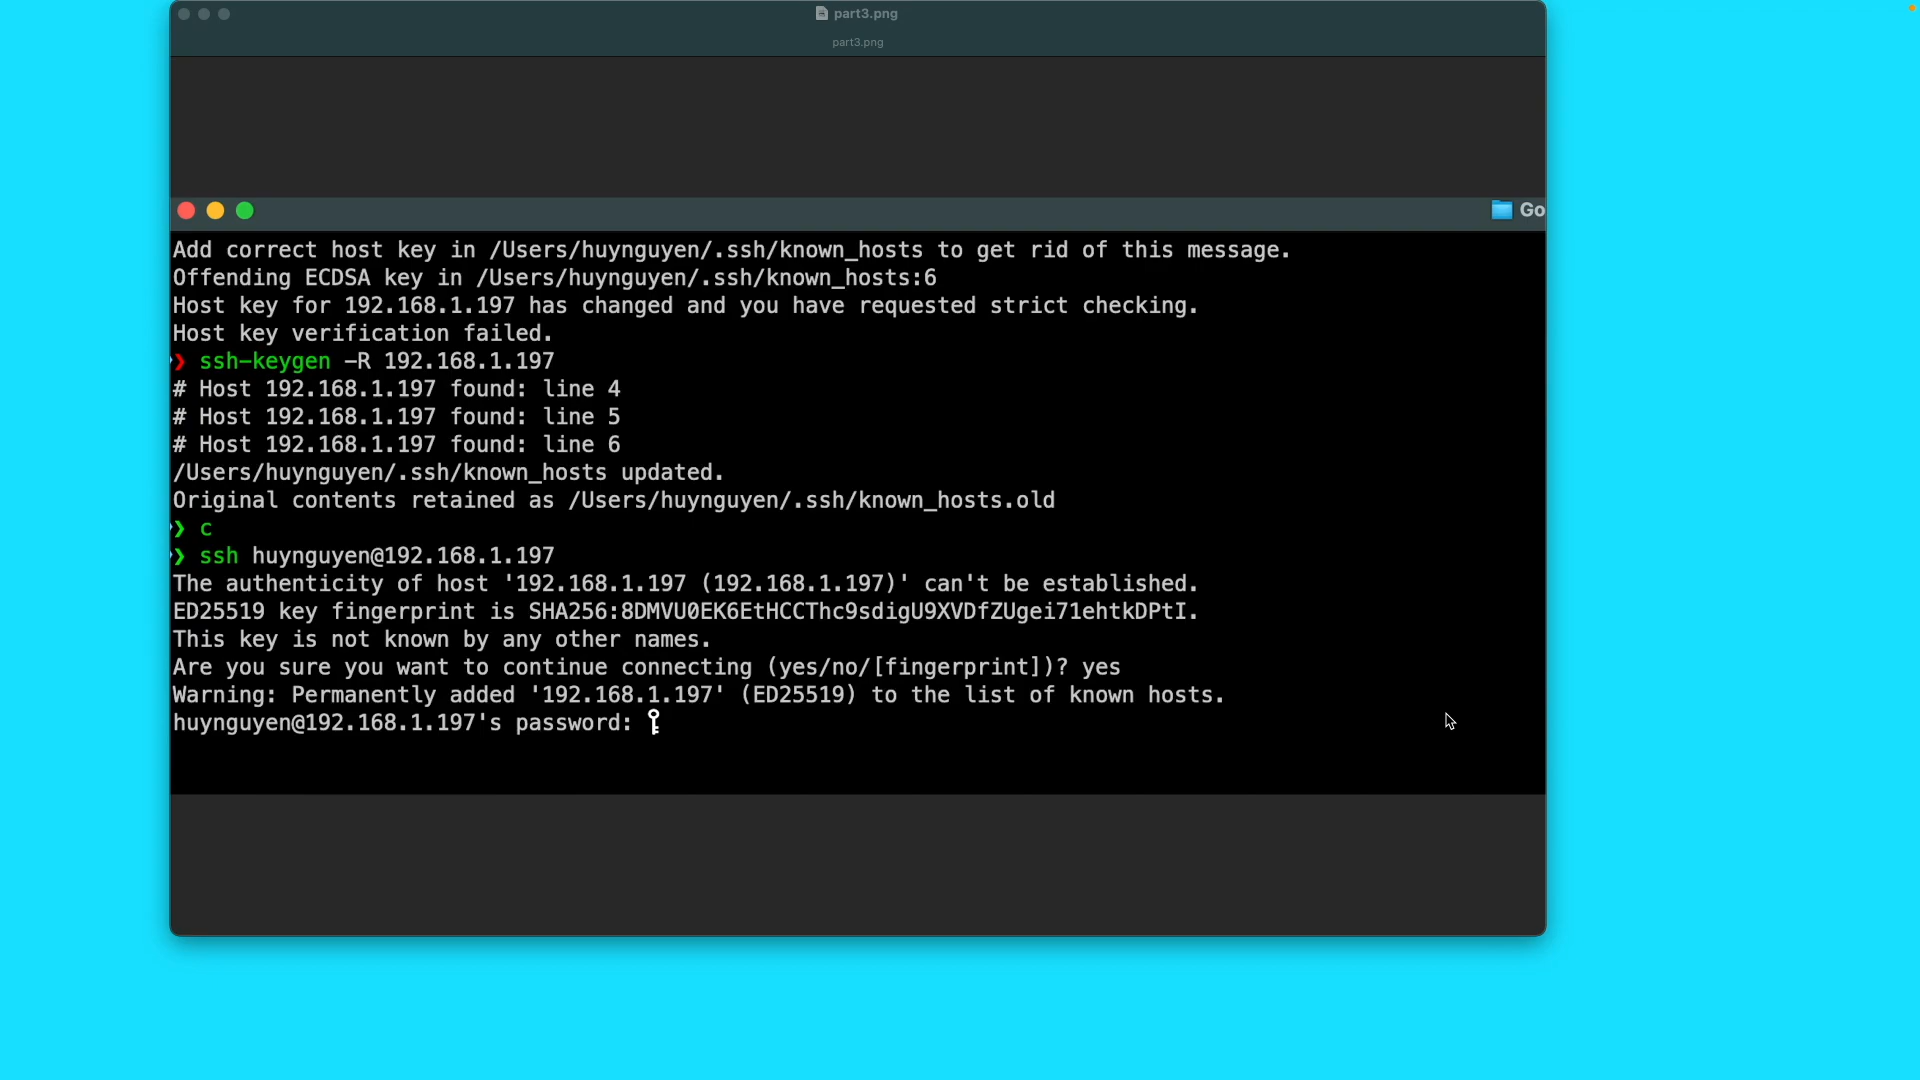 part3.png
part3.png
Go
Add correct host key in /Users/huynguyen/.ssh/known_hosts to get rid of this message.
Offending ECDSA key in /Users/huynguyen/.ssh/known_hosts:6
Host key for 192.168.1.197 has changed and you have requested strict checking.
Host key verification failed.
❯ ssh-keygen -R 192.168.1.197
# Host 192.168.1.197 found: line 4
# Host 192.168.1.197 found: line 5
# Host 192.168.1.197 found: line 6
/Users/huynguyen/.ssh/known_hosts updated.
Original contents retained as /Users/huynguyen/.ssh/known_hosts.old
❯ c
❯ ssh huynguyen@192.168.1.197
The authenticity of host '192.168.1.197 (192.168.1.197)' can't be established.
ED25519 key fingerprint is SHA256:8DMVU0EK6EtHCCThc9sdigU9XVDfZUgei71ehtkDPtI.
This key is not known by any other names.
Are you sure you want to continue connecting (yes/no/[fingerprint])? yes
Warning: Permanently added '192.168.1.197' (ED25519) to the list of known hosts.
huynguyen@192.168.1.197's password: